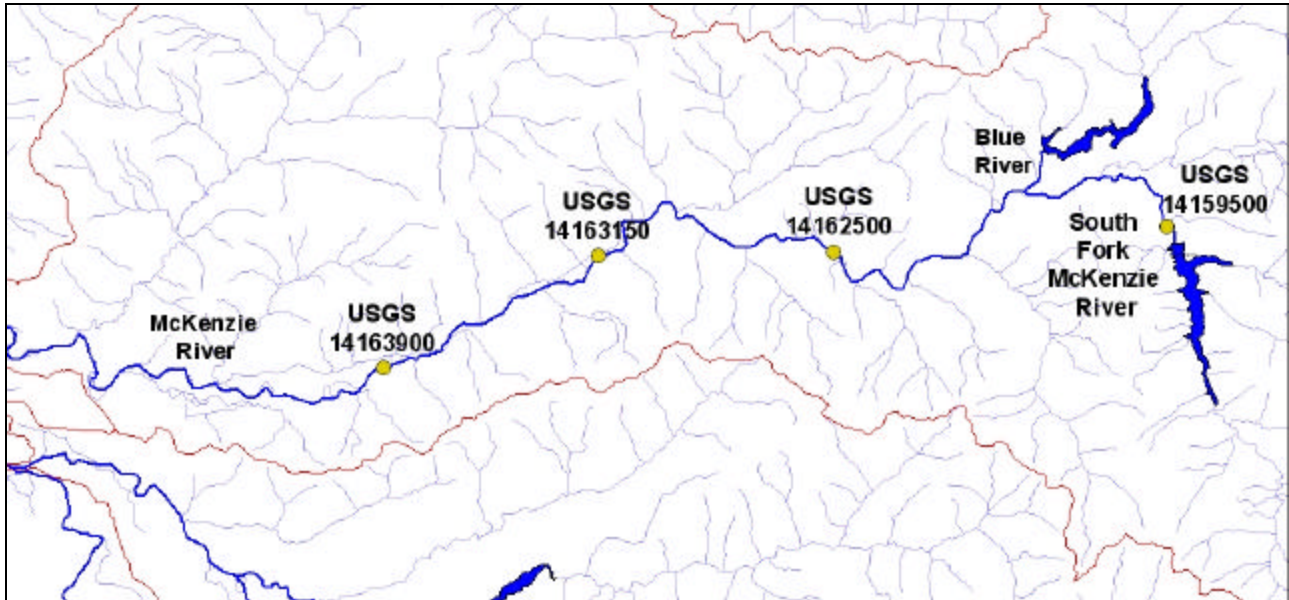 Blue
River
USGS
14159500
USGS
14163150
USGS
14162500
South
Fork
McKenzie
River
McKenzie
River
USGS
14163900